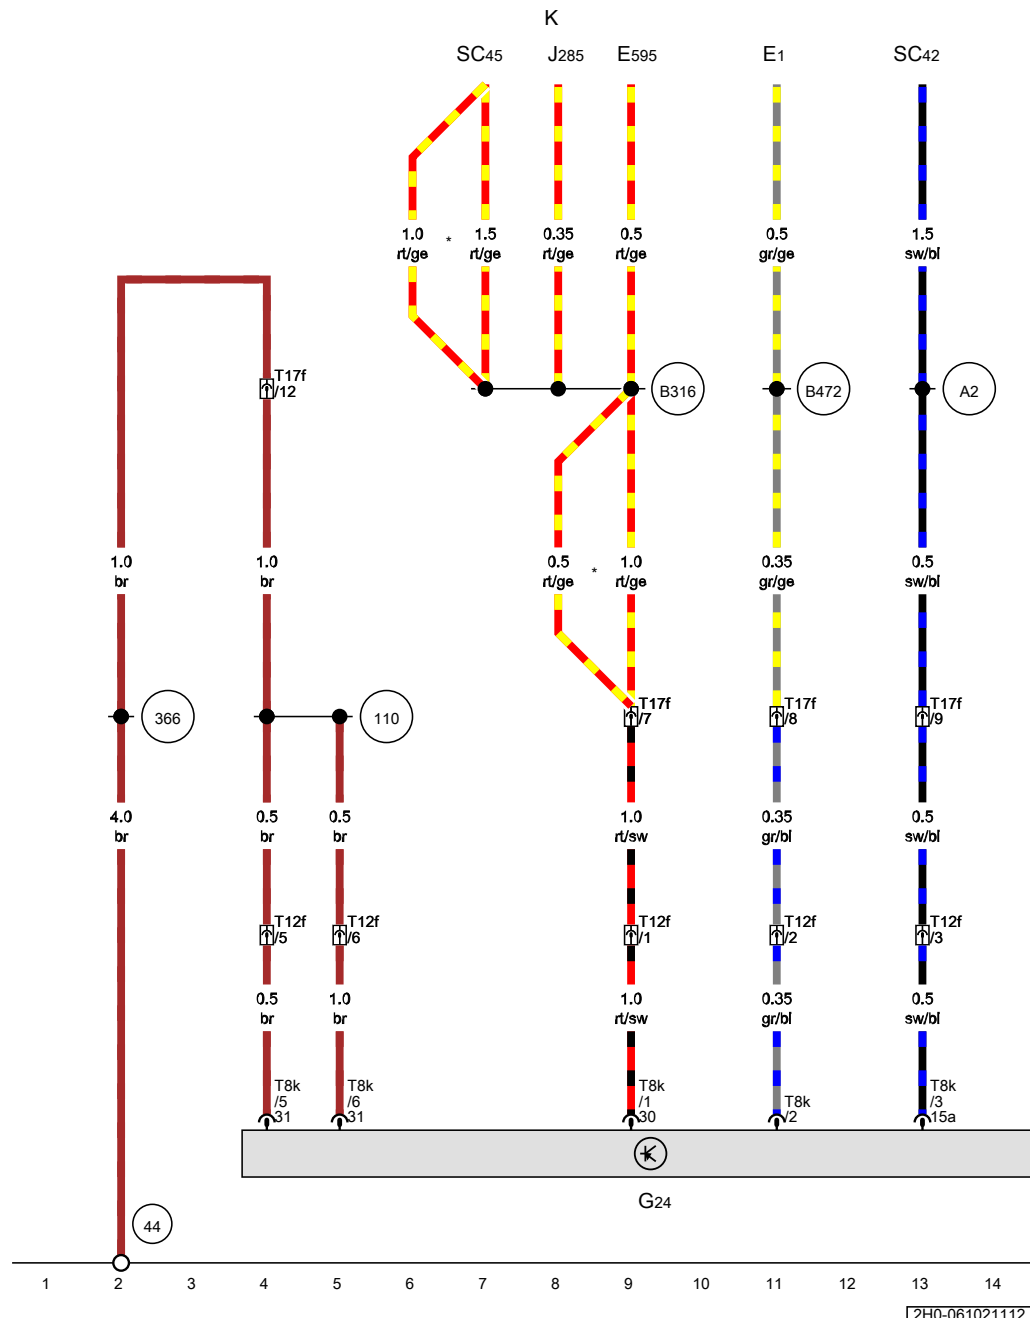 K
SC45 J285 E595 E1 SC42
1.0 * 1.5 0.35 0.5 0.5 1.5
rt/ge rt/ge rt/ge rt/ge gr/ge sw/bl
T17f
/12
B316 B472 A2
1.0 1.0 0.5 * 1.0 0.35 0.5
br br rt/ge rt/ge gr/ge sw/bl
T17f T17f T17f
/7 /8 /9
366 110
4.0 0.5 0.5 1.0 0.35 0.5
br br br rt/sw gr/bl sw/bl
T12f T12f T12f T12f T12f
/5 /6 /1 /2 /3
0.5 1.0 1.0 0.35 0.5
br br rt/sw gr/bl sw/bl
T8k T8k T8k T8k T8k
/5 /6 /1 /2 /3
31 31 30 15a
G24
44
1 2 3 4 5 6 7 8 9 10 11 12 13 14
2H0-061021112